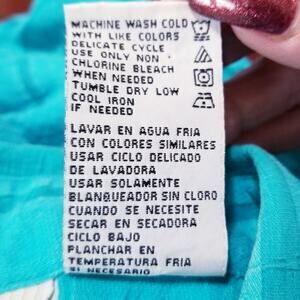 MACHINE WASH COLD
WITH LIKE COLORS
DELICATE CYCLE
USE ONLY NON
CHLORINE BLEACH
WHEN NEEDED
TUMBLE DRY LOW
COOL IRON
IF NEEDED
LAVAR EN AGUA FRIA
CON COLORES SIMILARES
USAR CICLO DELICADO
DE LAVADORA
USAR SOLAMENTE
BLANQUEADOR SIN CLORO
CUANDO SE NECESITE
SECAR EN SECADORA
CICLO BAJO
PLANCHAR EN
TEMPERATURA FRIA
SI NECESARIO